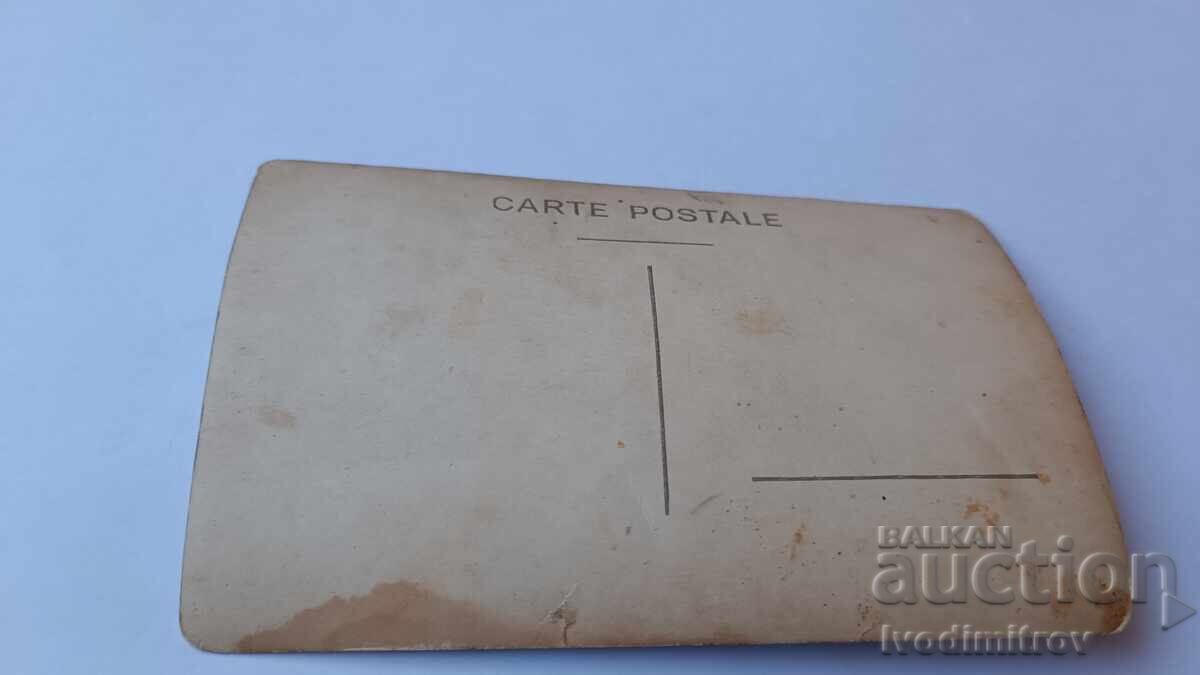 CARTE POSTALE
BALKAN
auction
Ivodimitrov